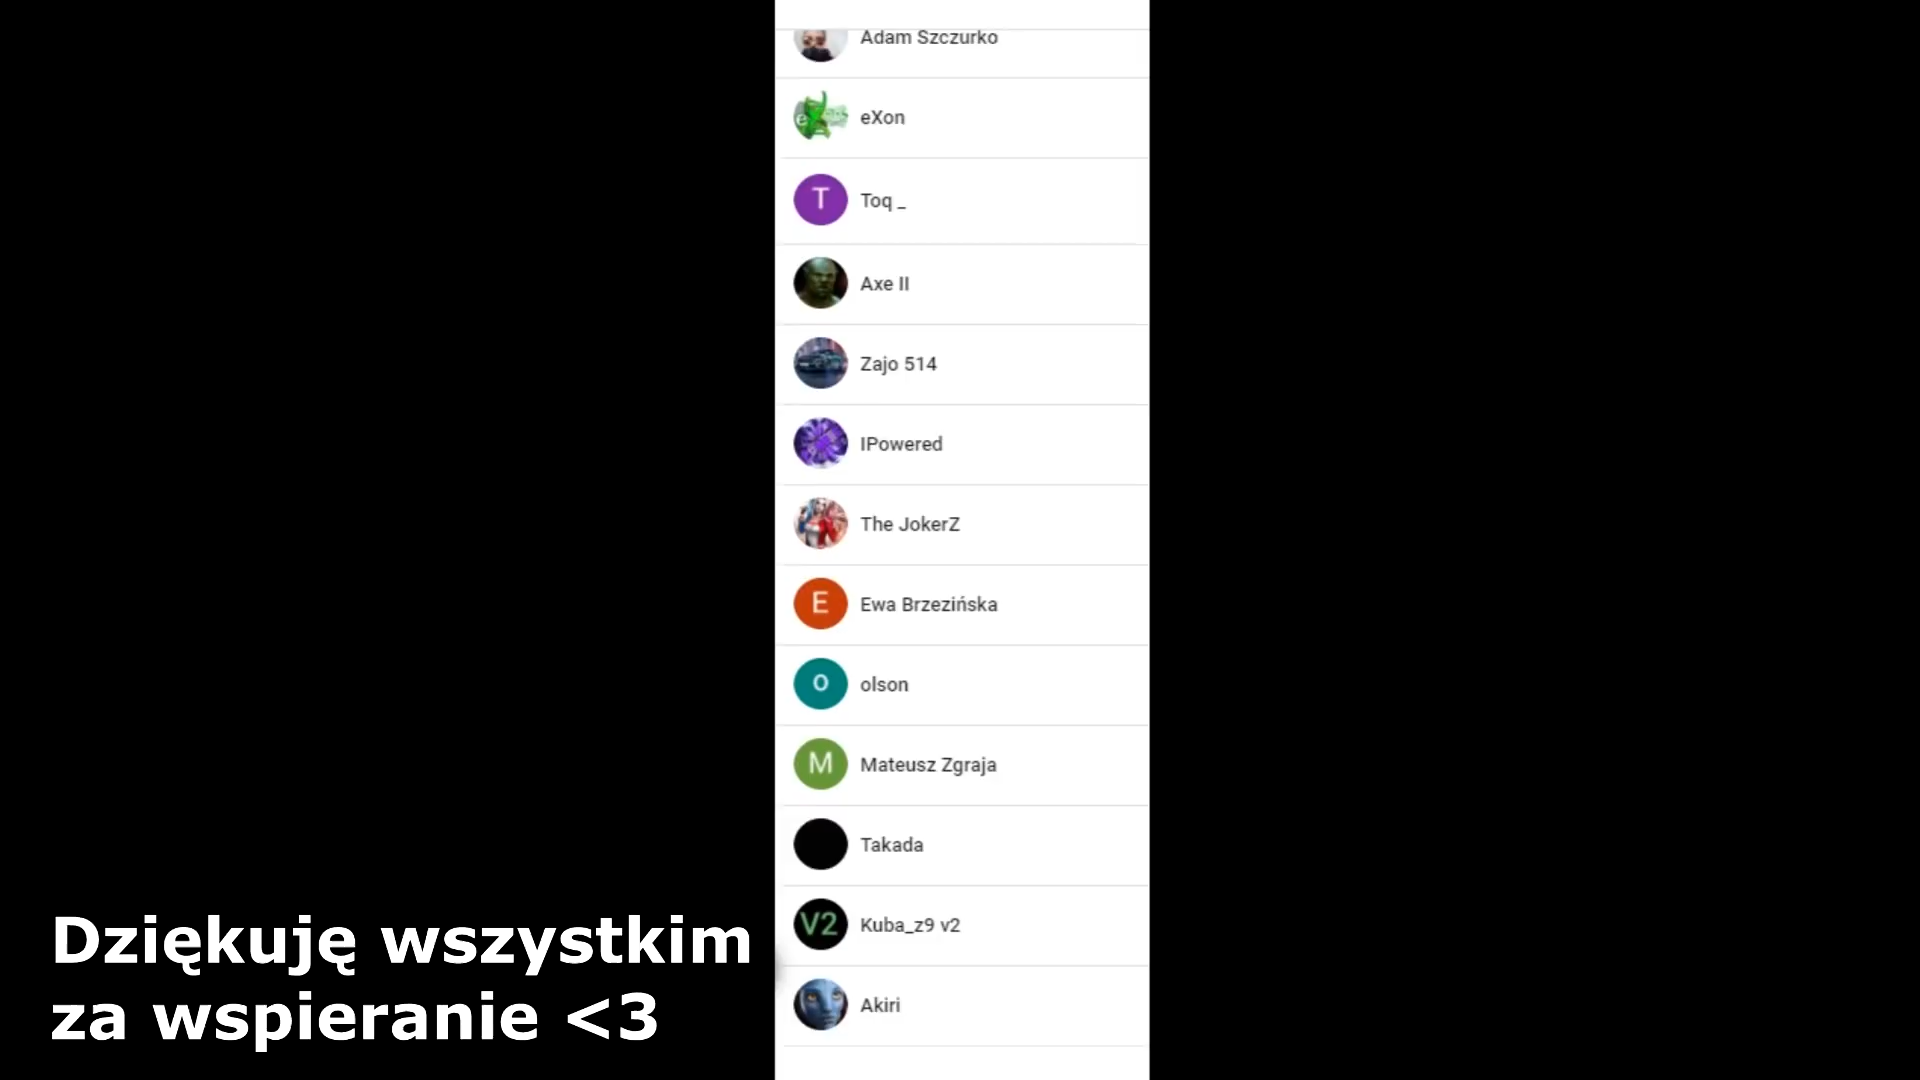 Adam Szczurko
eXon
T
Toq _
Axe II
Zajo 514
IPowered
The JokerZ
E
Ewa Brzezińska
o
olson
M
Mateusz Zgraja
Takada
V2
Kuba_z9 v2
Akiri
Dziękuję wszystkim
za wspieranie <3